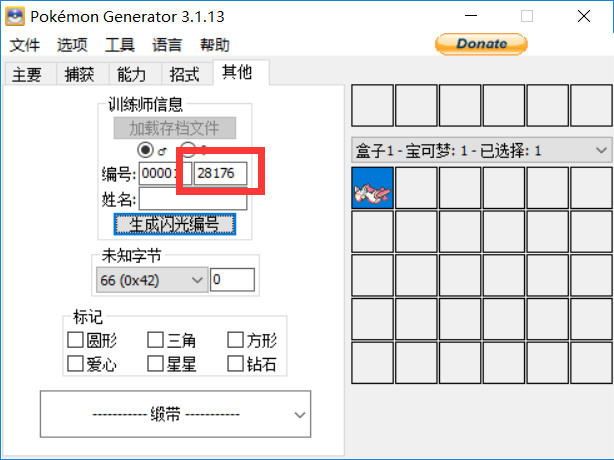 Pokémon Generator 3.1.13
文件 选项 工具 语言 帮助
Donate
主要 捕获 能力 招式 其他
训练师信息
加载存档文件
♂
编号: 00001 28176
姓名:
生成闪光编号
未知字节
66 (0x42) 0
标记
圆形 三角 方形
爱心 星星 钻石
----------- 缎带 -----------
盒子1 - 宝可梦: 1 - 已选择: 1